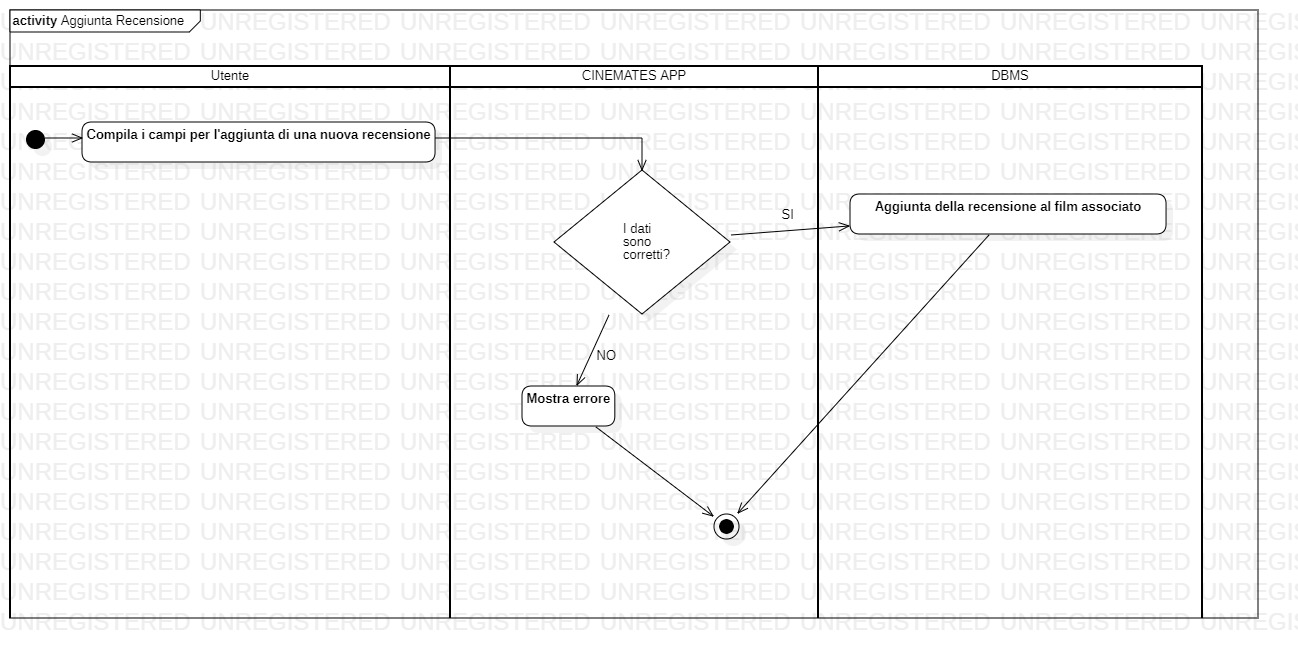 activity Aggiunta Recensione
Utente
CINEMATES APP
DBMS
Compila i campi per l'aggiunta di una nuova recensione
I dati
sono
corretti?
SI
Aggiunta della recensione al film associato
NO
Mostra errore
UNREGISTERED